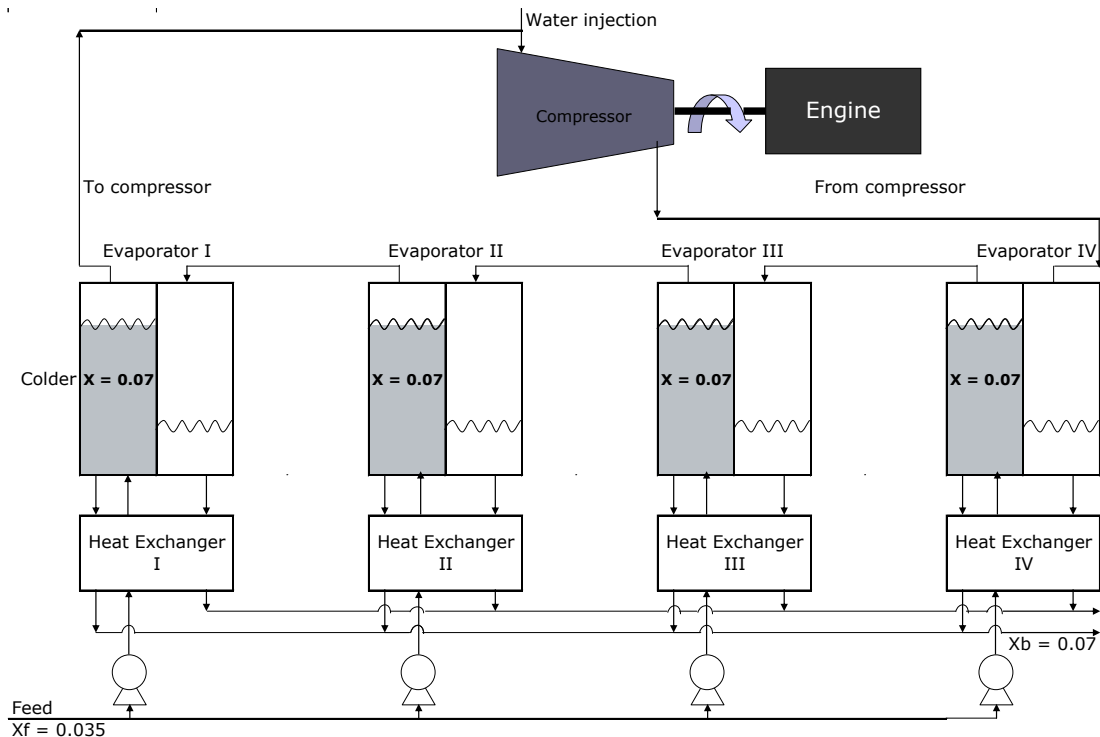 Water injection
Compressor
Engine
To compressor
From compressor
Evaporator I
Evaporator II
Evaporator III
Evaporator IV
Colder
X = 0.07
X = 0.07
X = 0.07
X = 0.07
Heat Exchanger
I
Heat Exchanger
II
Heat Exchanger
III
Heat Exchanger
IV
Xb = 0.07
Feed
Xf = 0.035